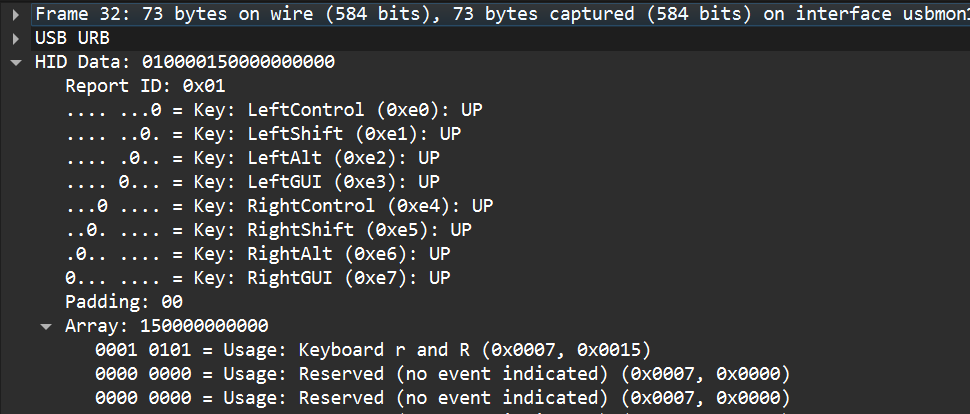 Frame 32: 73 bytes on wire (584 bits), 73 bytes captured (584 bits) on interface usbmon1
USB URB
HID Data: 010000150000000000
Report ID: 0x01
.... ...0 = Key: LeftControl (0xe0): UP
.... ..0. = Key: LeftShift (0xe1): UP
.... .0.. = Key: LeftAlt (0xe2): UP
.... 0... = Key: LeftGUI (0xe3): UP
...0 .... = Key: RightControl (0xe4): UP
..0. .... = Key: RightShift (0xe5): UP
.0.. .... = Key: RightAlt (0xe6): UP
0... .... = Key: RightGUI (0xe7): UP
Padding: 00
Array: 150000000000
0001 0101 = Usage: Keyboard r and R (0x0007, 0x0015)
0000 0000 = Usage: Reserved (no event indicated) (0x0007, 0x0000)
0000 0000 = Usage: Reserved (no event indicated) (0x0007, 0x0000)